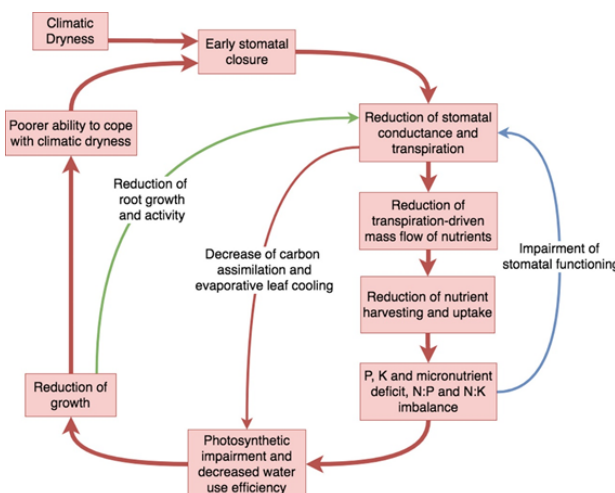 Climatic
Dryness
Early stomatal
closure
Poorer ability to cope
with climatic dryness
Reduction of stomatal
conductance and
transpiration
Reduction of
root growth
and activity
Reduction of
transpiration-driven
mass flow of nutrients
Impairment of
stomatal functioning
Decrease of carbon
assimilation and
evaporative leaf cooling
Reduction of nutrient
harvesting and uptake
Reduction of
growth
P, K and micronutrient
deficit, N:P and N:K
imbalance
Photosynthetic
impairment and
decreased water
use efficiency